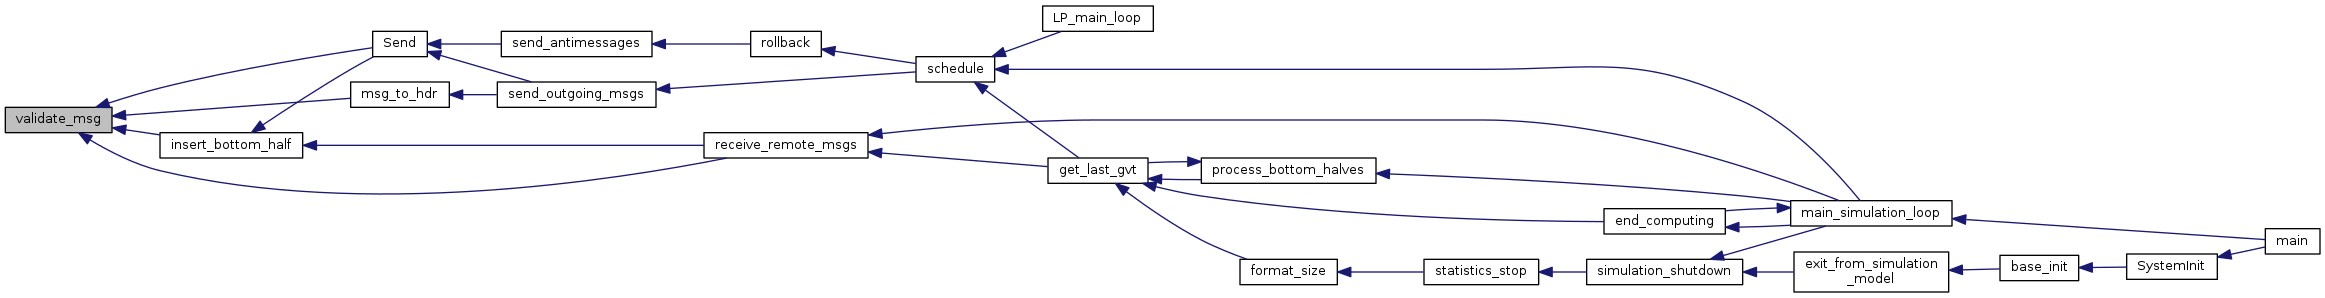 LP_main_loop
Send
send_antimessages
rollback
schedule
msg_to_hdr
send_outgoing_msgs
validate_msg
insert_bottom_half
receive_remote_msgs
get_last_gvt
process_bottom_halves
end_computing
main_simulation_loop
main
format_size
statistics_stop
simulation_shutdown
exit_from_simulation
_model
base_init
SystemInit